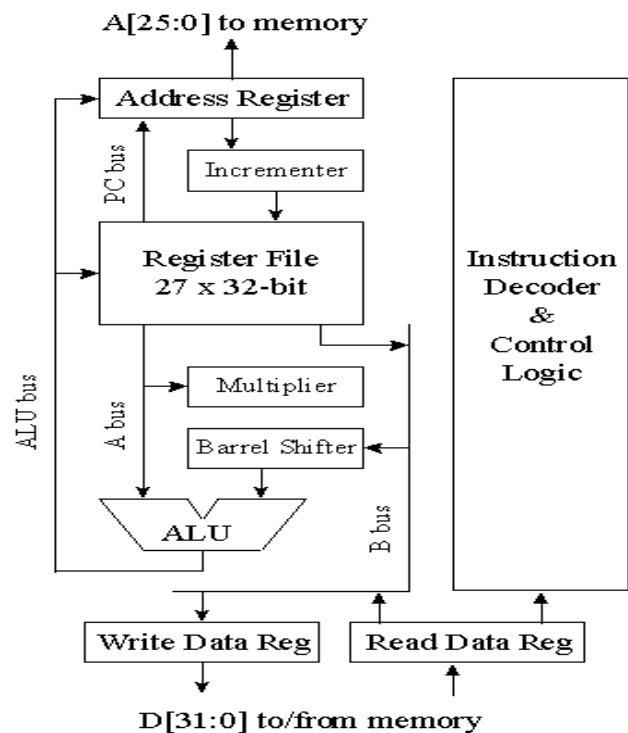 A[25:0] to memory
Address Register
PC bus
Incrementer
Register File
27 x 32-bit
Instruction
Decoder
&
Control
Logic
ALU bus
A bus
Multiplier
Barrel Shifter
B bus
ALU
Write Data Reg
Read Data Reg
D[31:0] to/from memory